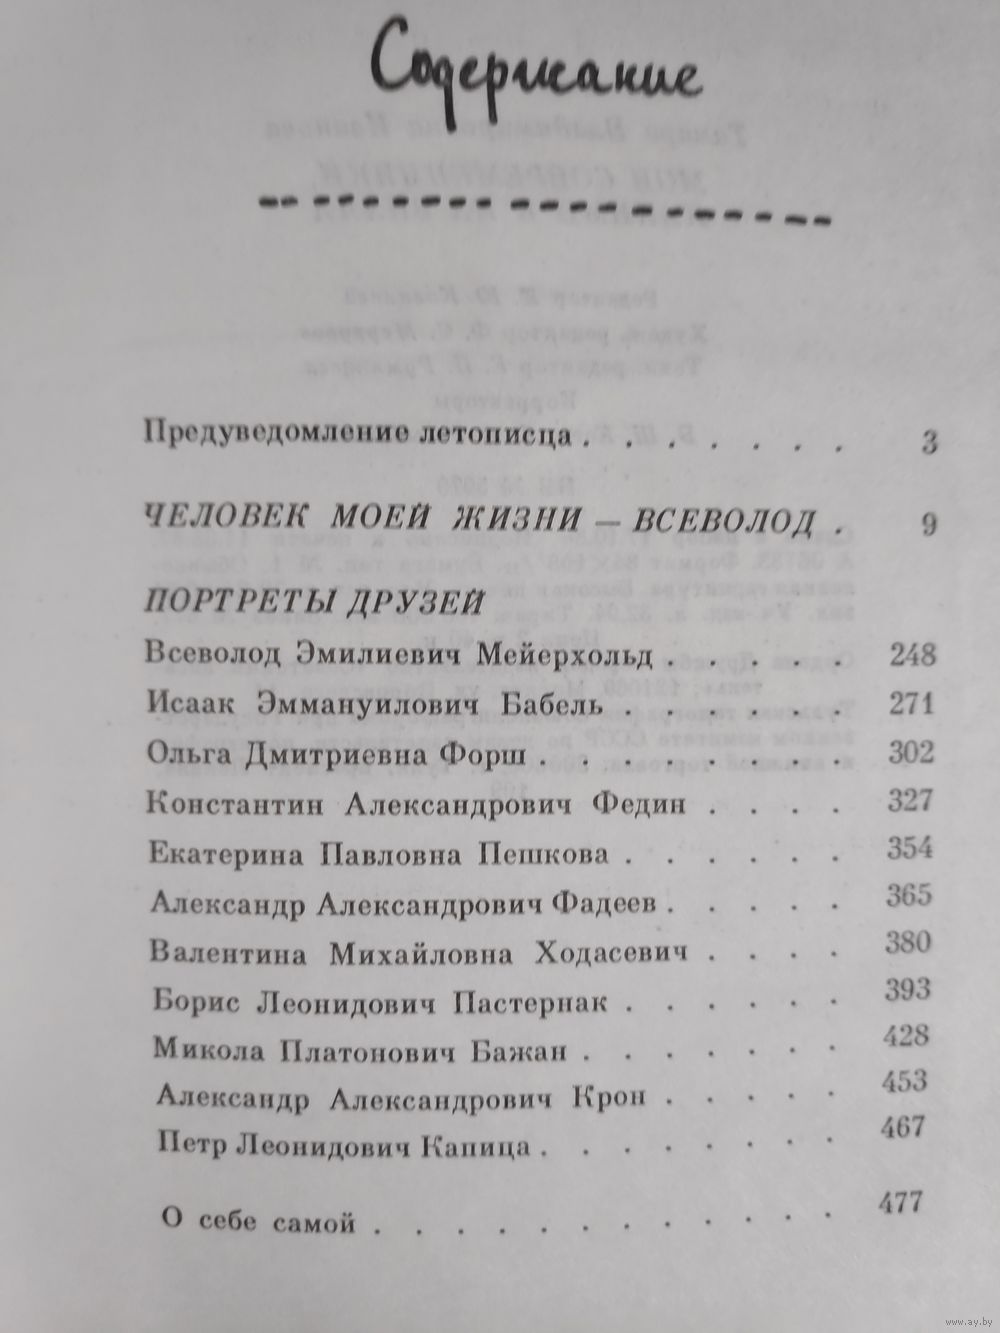 Содержание
Предуведомление летописца . . . . . . . 3
ЧЕЛОВЕК МОЕЙ ЖИЗНИ — ВСЕВОЛОД . 9
ПОРТРЕТЫ ДРУЗЕЙ
Всеволод Эмилиевич Мейерхольд . . . . . 248
Исаак Эммануилович Бабель . . . . . . 271
Ольга Дмитриевна Форш . . . . . . . . 302
Константин Александрович Федин . . . . 327
Екатерина Павловна Пешкова . . . . . . 354
Александр Александрович Фадеев . . . . . 365
Валентина Михайловна Ходасевич . . . . 380
Борис Леонидович Пастернак . . . . . . 393
Микола Платонович Бажан . . . . . . . 428
Александр Александрович Крон . . . . . 453
Петр Леонидович Капица . . . . . . . . 467
О себе самой . . . . . . . . . . . . 477
www.ay.by